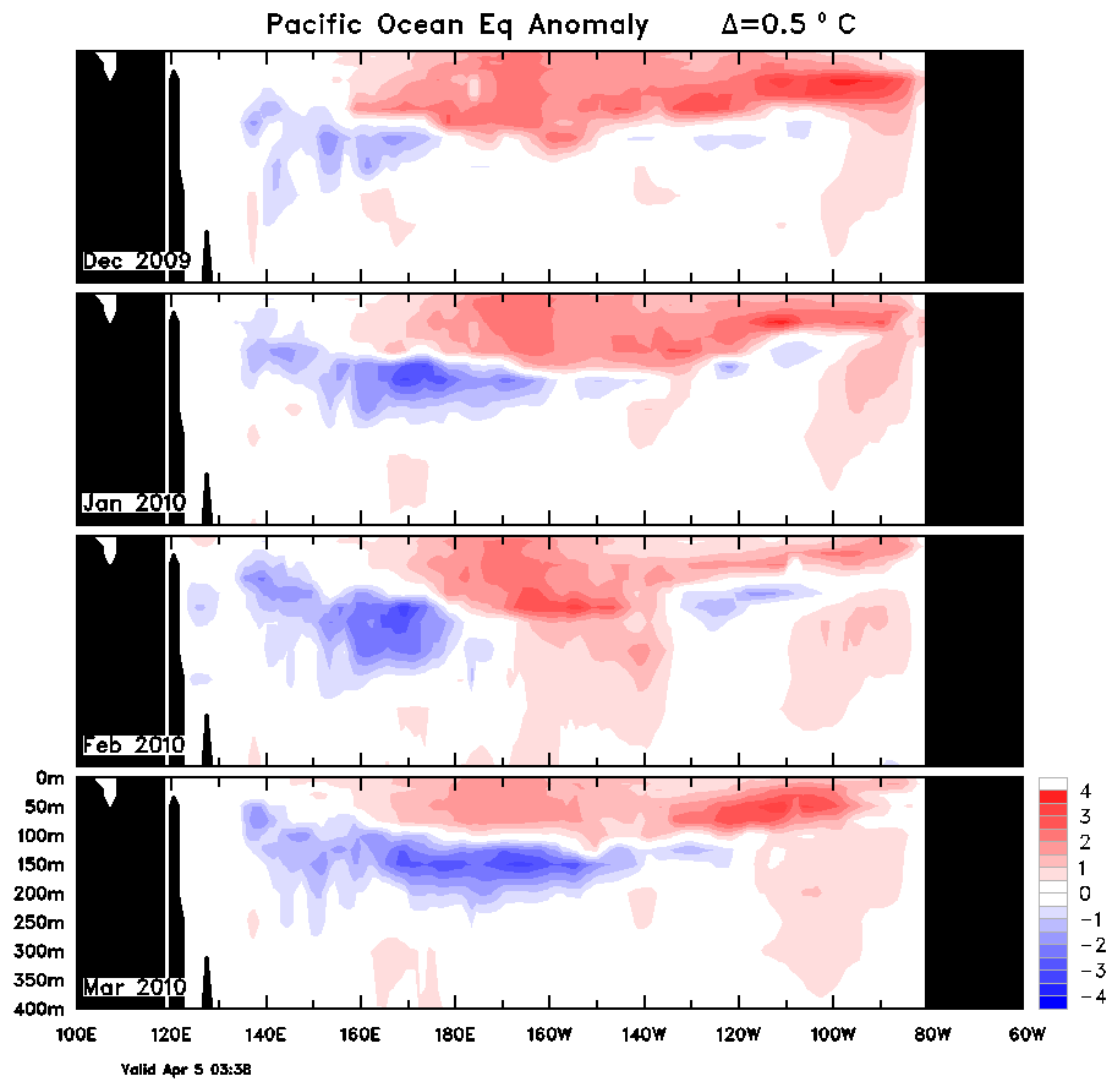 Pacific Ocean Eq Anomaly Δ=0.5 ° C
Dec 2009
Jan 2010
Feb 2010
0m
50m
100m
150m
200m
250m
300m
350m
400m
Mar 2010
4
3
2
1
0
-1
-2
-3
-4
100E 120E 140E 160E 180E 160W 140W 120W 100W 80W 60W
Valid Apr 5 03:38